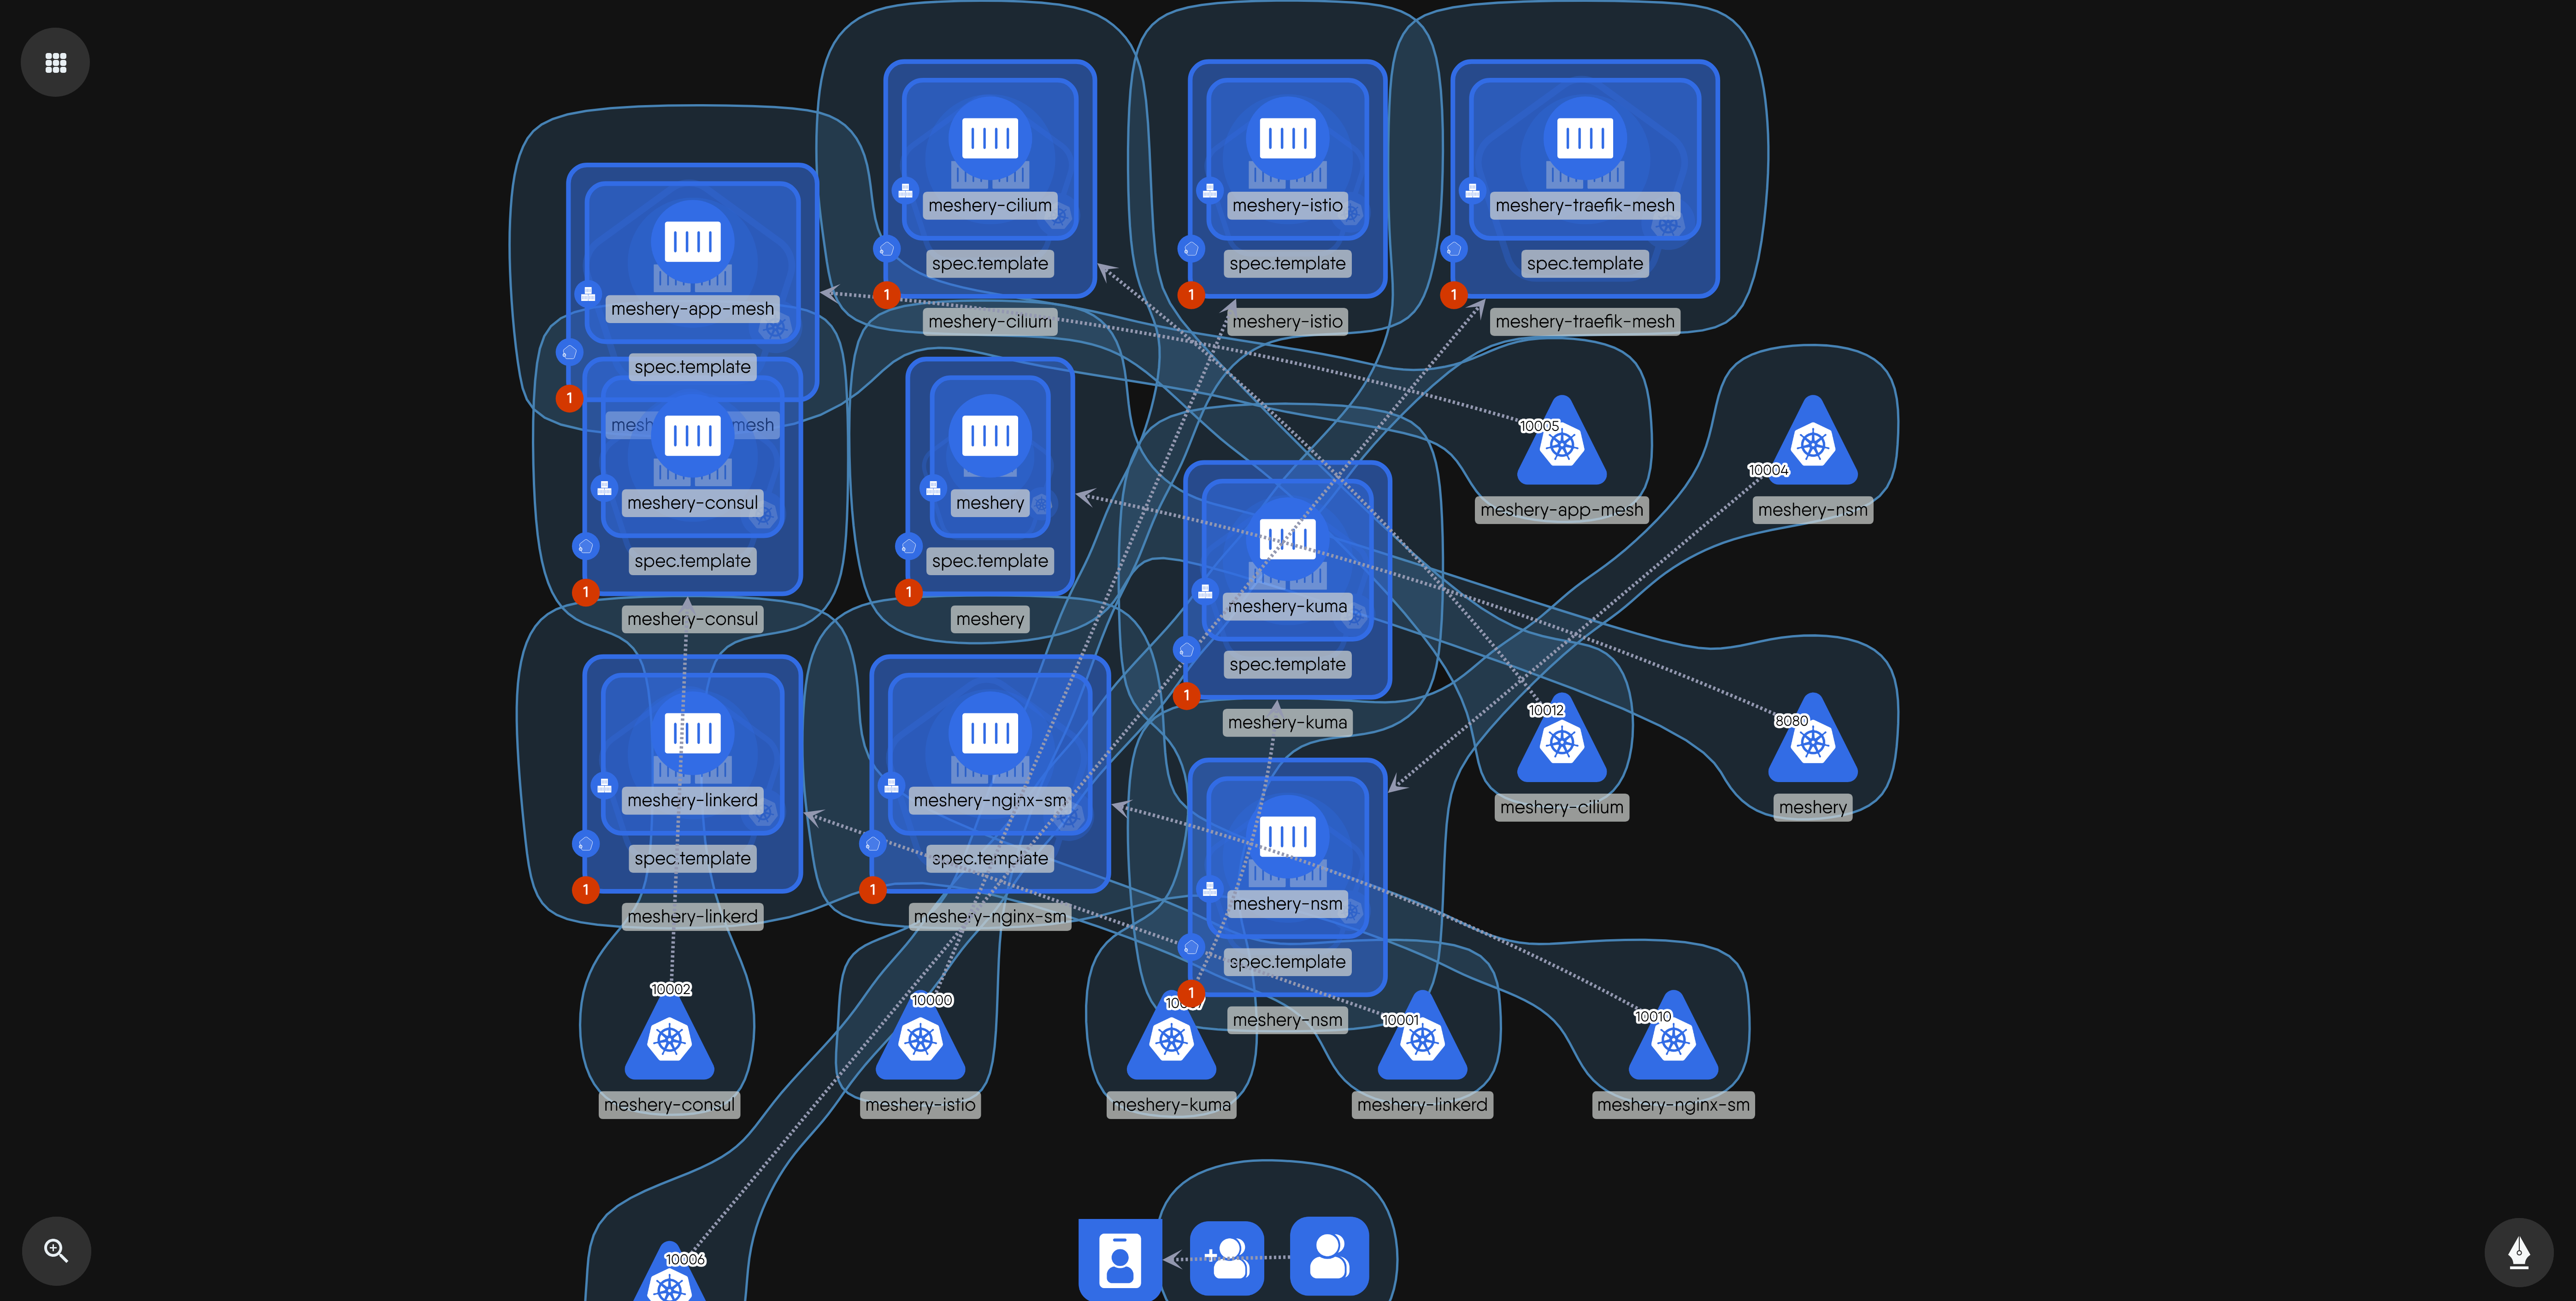 meshery-cilium
spec.template
1
meshery-cilium
meshery-istio
spec.template
1
meshery-istio
meshery-traefik-mesh
spec.template
1
meshery-traefik-mesh
meshery-app-mesh
spec.template
1
meshery-consul
spec.template
1
meshery-consul
meshery
spec.template
1
meshery
meshery-kuma
spec.template
1
meshery-kuma
10005
meshery-app-mesh
10004
meshery-nsm
10012
meshery-cilium
8080
meshery
meshery-linkerd
spec.template
1
meshery-linkerd
meshery-nginx-sm
spec.template
1
meshery-nginx-sm
meshery-nsm
spec.template
1
meshery-nsm
10002
meshery-consul
10000
meshery-istio
meshery-kuma
10001
meshery-linkerd
10010
meshery-nginx-sm
10006